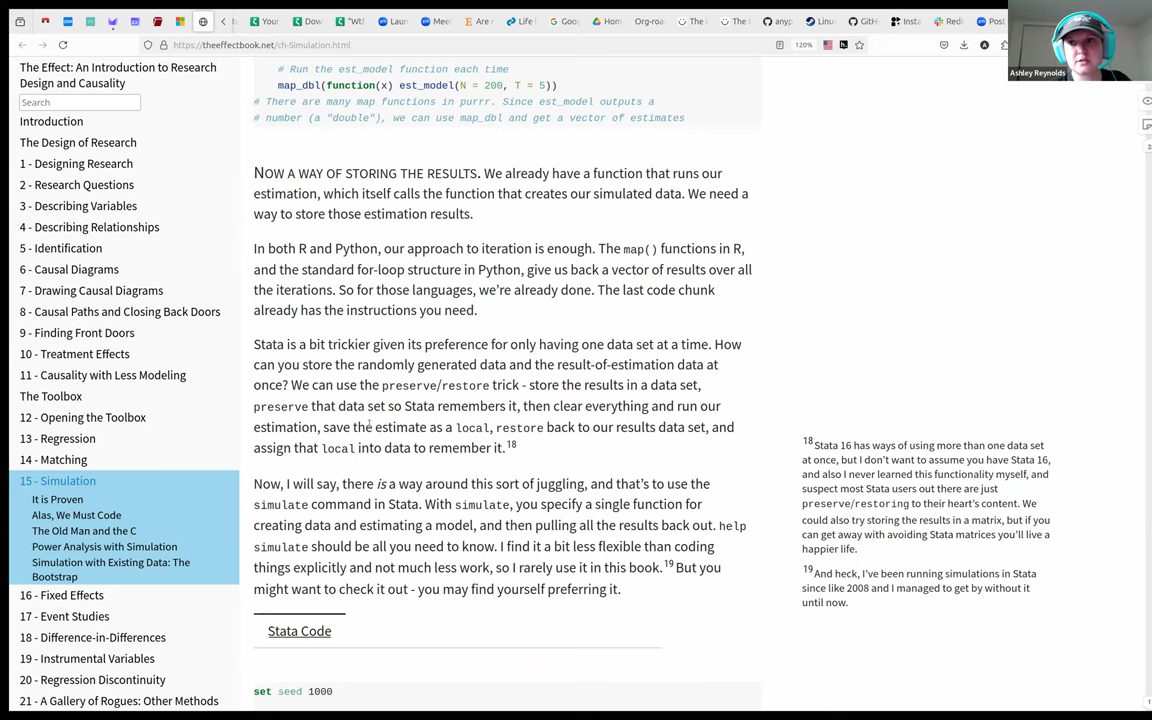 Your
Dow
"Wtf
Laun
Meet
Are
Life
Goo
Hom
Org-roa
The
The
anyp
Linu
GitH
Insta
Redi
Post
https://theeffectbook.net/ch-Simulation.html
120%
Ashley Reynolds
The Effect: An Introduction to Research
Design and Causality
Search
Introduction
The Design of Research
1 - Designing Research
2 - Research Questions
3 - Describing Variables
4 - Describing Relationships
5 - Identification
6 - Causal Diagrams
7 - Drawing Causal Diagrams
8 - Causal Paths and Closing Back Doors
9 - Finding Front Doors
10 - Treatment Effects
11 - Causality with Less Modeling
The Toolbox
12 - Opening the Toolbox
13 - Regression
14 - Matching
15 - Simulation
It is Proven
Alas, We Must Code
The Old Man and the C
Power Analysis with Simulation
Simulation with Existing Data: The
Bootstrap
16 - Fixed Effects
17 - Event Studies
18 - Difference-in-Differences
19 - Instrumental Variables
20 - Regression Discontinuity
21 - A Gallery of Rogues: Other Methods
# Run the est_model function each time
map_dbl(function(x) est_model(N = 200, T = 5))
# There are many map functions in purrr. Since est_model outputs a
# number (a "double"), we can use map_dbl and get a vector of estimates
NOW A WAY OF STORING THE RESULTS. We already have a function that runs our
estimation, which itself calls the function that creates our simulated data. We need a
way to store those estimation results.
In both R and Python, our approach to iteration is enough. The map() functions in R,
and the standard for-loop structure in Python, give us back a vector of results over all
the iterations. So for those languages, we're already done. The last code chunk
already has the instructions you need.
Stata is a bit trickier given its preference for only having one data set at a time. How
can you store the randomly generated data and the result-of-estimation data at
once? We can use the preserve/restore trick - store the results in a data set,
preserve that data set so Stata remembers it, then clear everything and run our
estimation, save the estimate as a local, restore back to our results data set, and
assign that local into data to remember it.18
Now, I will say, there is a way around this sort of juggling, and that's to use the
simulate command in Stata. With simulate, you specify a single function for
creating data and estimating a model, and then pulling all the results back out. help
simulate should be all you need to know. I find it a bit less flexible than coding
things explicitly and not much less work, so I rarely use it in this book.19 But you
might want to check it out - you may find yourself preferring it.
Stata Code
set seed 1000
18 Stata 16 has ways of using more than one data set
at once, but I don't want to assume you have Stata 16,
and also I never learned this functionality myself, and
suspect most Stata users out there are just
preserve/restoring to their heart's content. We
could also try storing the results in a matrix, but if you
can get away with avoiding Stata matrices you'll live a
happier life.
19 And heck, I've been running simulations in Stata
since like 2008 and I managed to get by without it
until now.